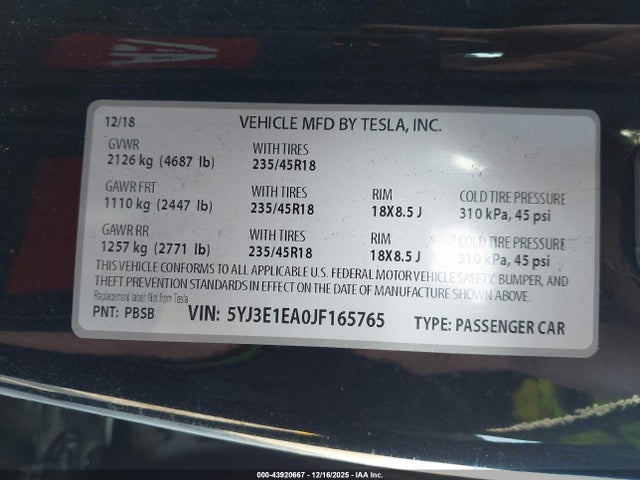 12/18 VEHICLE MFD BY TESLA, INC.
GVWR WITH TIRES
2126 kg (4687 lb) 235/45R18
GAWR FRT WITH TIRES RIM COLD TIRE PRESSURE
1110 kg (2447 lb) 235/45R18 18X8.5 J 310 kPa, 45 psi
GAWR RR WITH TIRES RIM COLD TIRE PRESSURE
1257 kg (2771 lb) 235/45R18 18X8.5 J 310 kPa, 45 psi
THIS VEHICLE CONFORMS TO ALL APPLICABLE U.S. FEDERAL MOTOR VEHICLE SAFETY, BUMPER, AND
THEFT PREVENTION STANDARDS IN EFFECT ON THE DATE OF MANUFACTURE SHOWN ABOVE.
Replacement label: Not from Tesla
PNT: PBSB VIN: 5YJ3E1EA0JF165765 TYPE: PASSENGER CAR
000-43920667 - 12/16/2025 - IAA Inc.